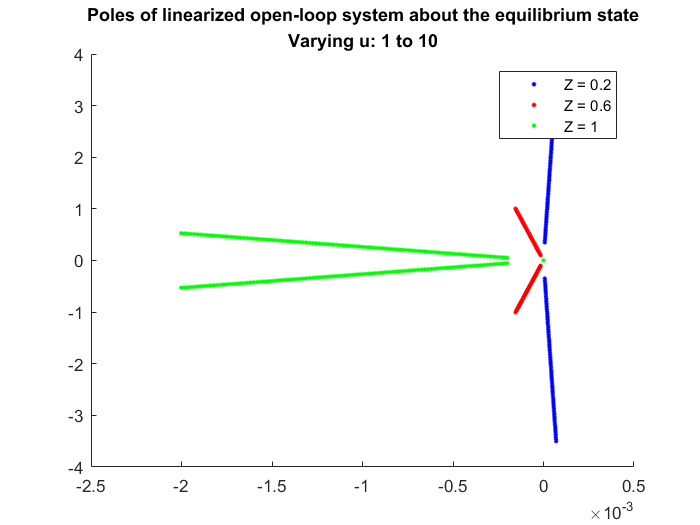 Poles of linearized open-loop system about the equilibrium state
Varying u: 1 to 10
4
3
2
1
0
-1
-2
-3
-4
Z = 0.2
Z = 0.6
Z = 1
-2.5 -2 -1.5 -1 -0.5 0 0.5
×10-3